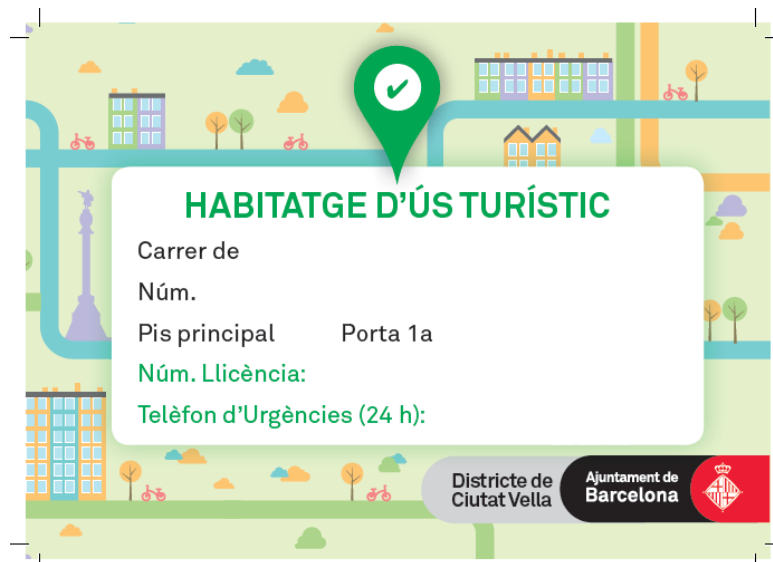 HABITATGE D'ÚS TURÍSTIC
Carrer de
Núm.
Pis principal Porta 1a
Núm. Llicència:
Telèfon d'Urgències (24 h):
Districte de
Ciutat Vella
Ajuntament de
Barcelona